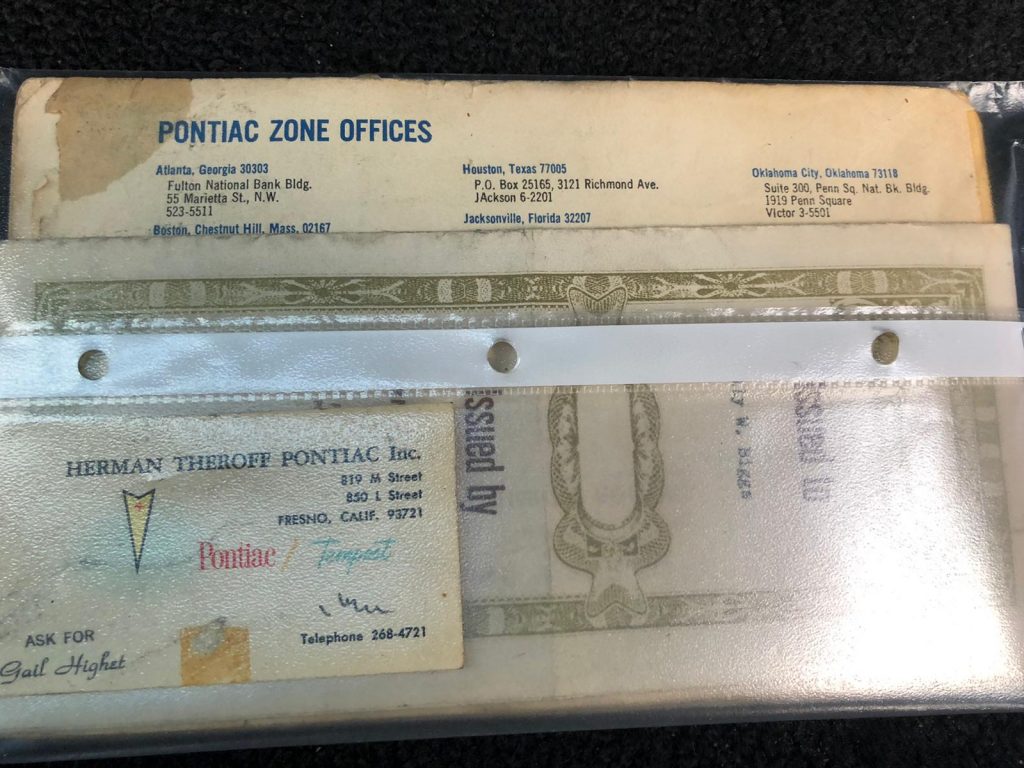 PONTIAC ZONE OFFICES
Atlanta, Georgia 30303
Fulton National Bank Bldg.
55 Marietta St., N.W.
523-5511
Boston, Chestnut Hill, Mass. 02167
Houston, Texas 77005
P.O. Box 25165, 3121 Richmond Ave.
JAckson 6-2201
Jacksonville, Florida 32207
Oklahoma City, Oklahoma 73118
Suite 300, Penn Sq. Nat. Bk. Bldg.
1919 Penn Square
Victor 3-5501
ssued by
W.
HERMAN THEROFF PONTIAC Inc.
819 M Street
850 L Street
FRESNO, CALIF. 93721
Pontiac / Tempest
Telephone 268-4721
ASK FOR
Gail Highet